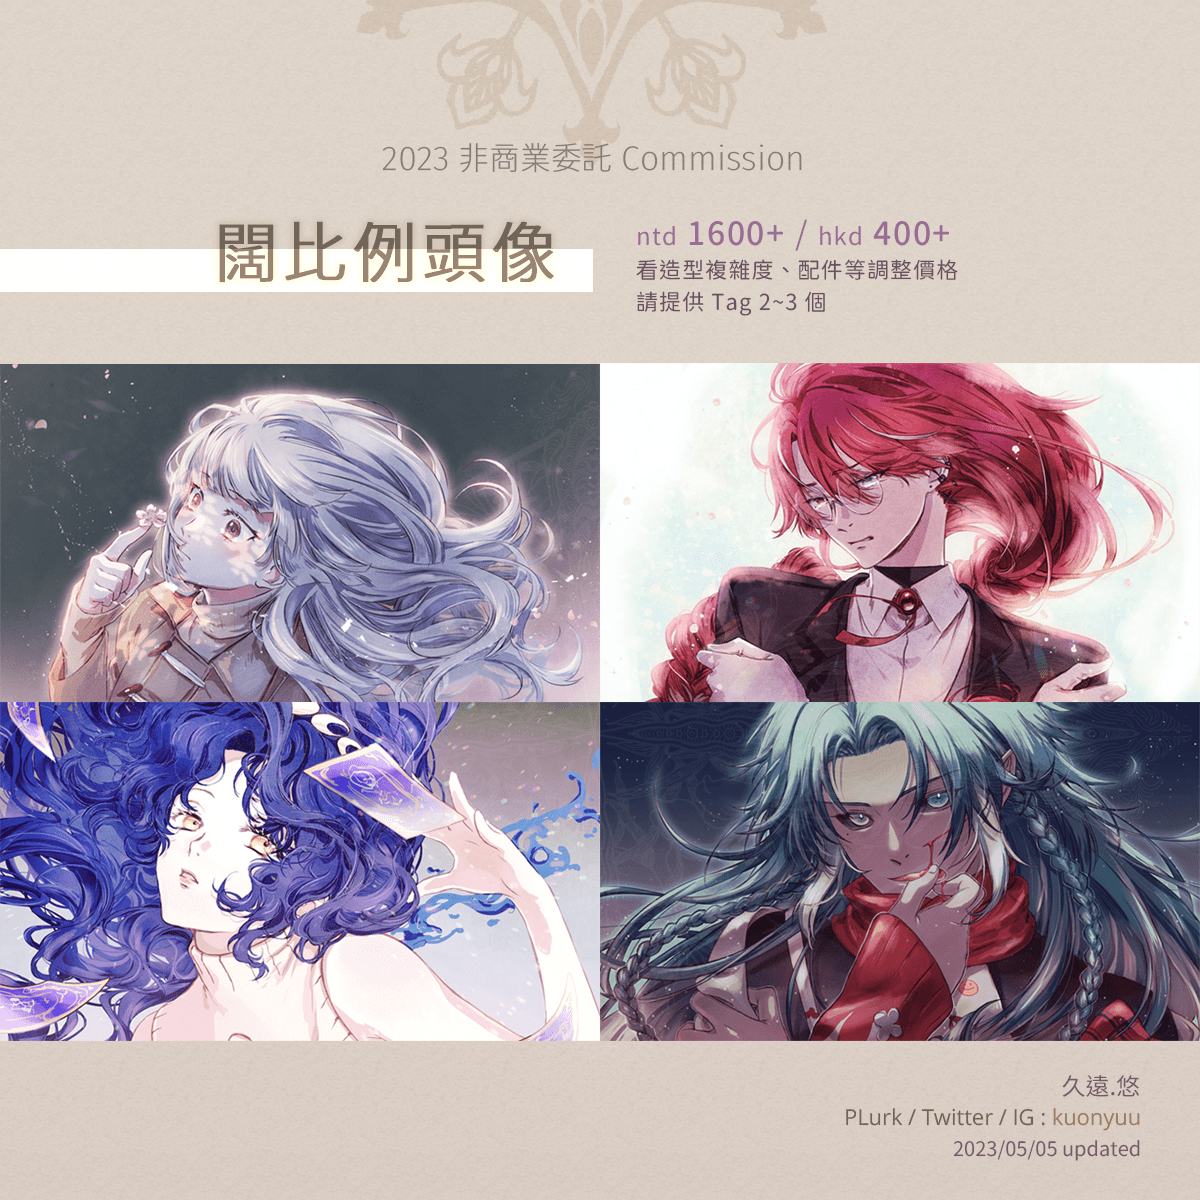 2023 非商業委託 Commission
闊比例頭像
ntd 1600+ / hkd 400+
看造型複雜度、配件等調整價格
請提供 Tag 2~3 個
久遠.悠
PLurk / Twitter / IG : kuonyuu
2023/05/05 updated